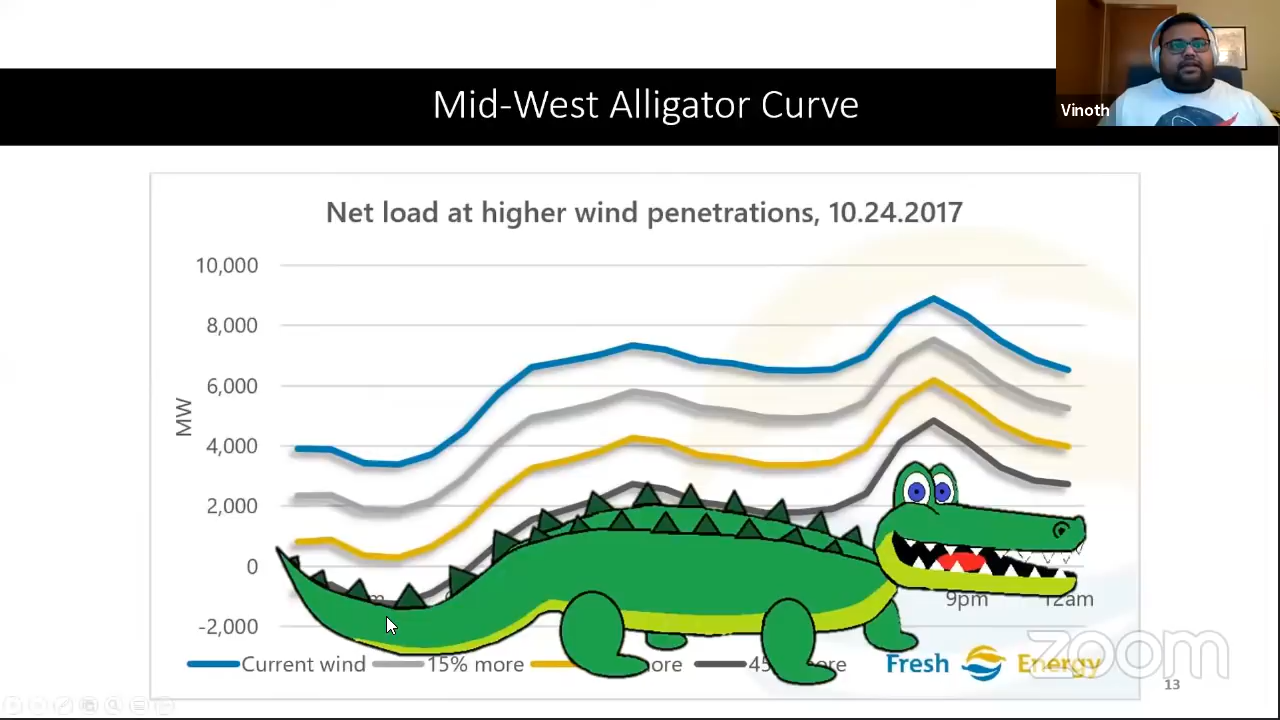 Mid-West Alligator Curve
Vinoth
Net load at higher wind penetrations, 10.24.2017
10,000
8,000
6,000
4,000
2,000
0
-2,000
MW
9pm
12am
Current wind
15% more
Fresh Energy
zoom
13